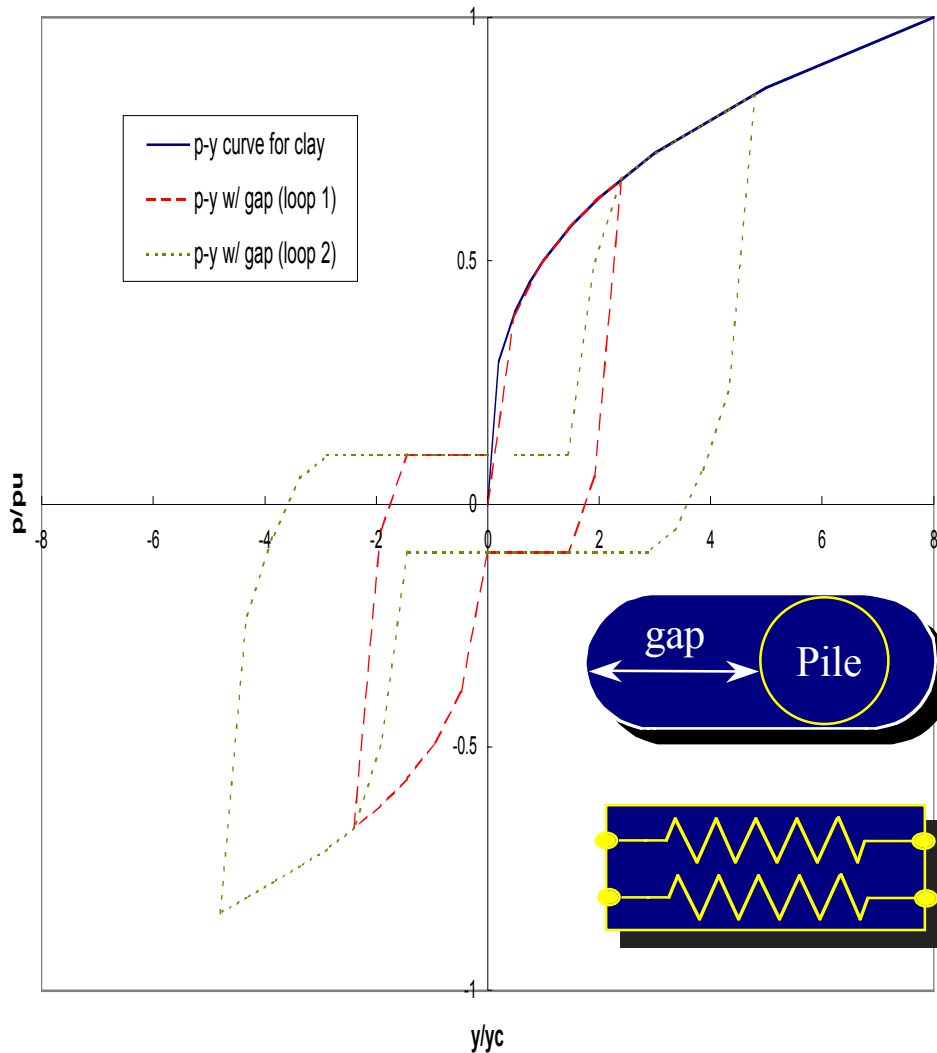 1
p-y curve for clay
p-y w/ gap (loop 1)
p-y w/ gap (loop 2)
0.5
p/pu
0
-8
-6
-4
-2
0
2
4
6
8
gap
Pile
-0.5
-1
y/yc